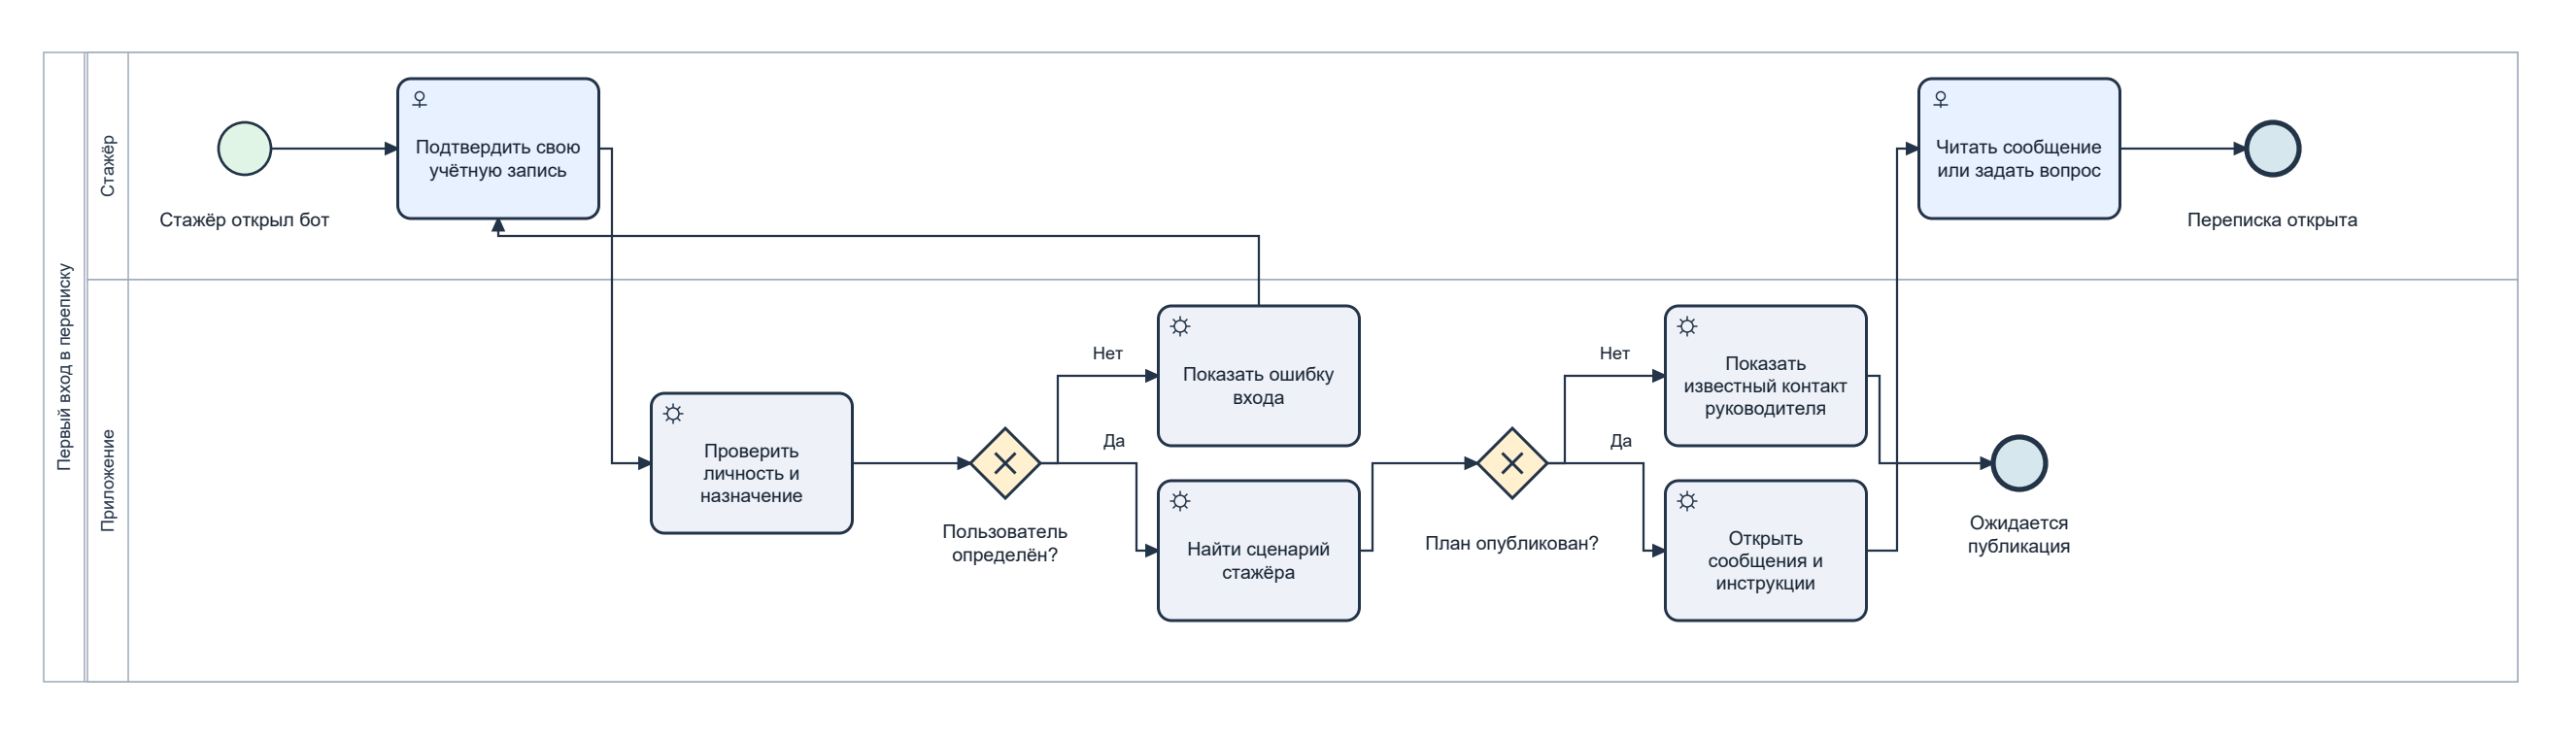 Первый вход в переписку
Стажёр
Стажёр открыл бот
Подтвердить свою
учётную запись
Читать сообщение
или задать вопрос
Переписка открыта
Приложение
Проверить
личность и
назначение
Пользователь
определён?
Нет
Да
Показать ошибку
входа
Найти сценарий
стажёра
План опубликован?
Нет
Да
Показать
известный контакт
руководителя
Открыть
сообщения и
инструкции
Ожидается
публикация